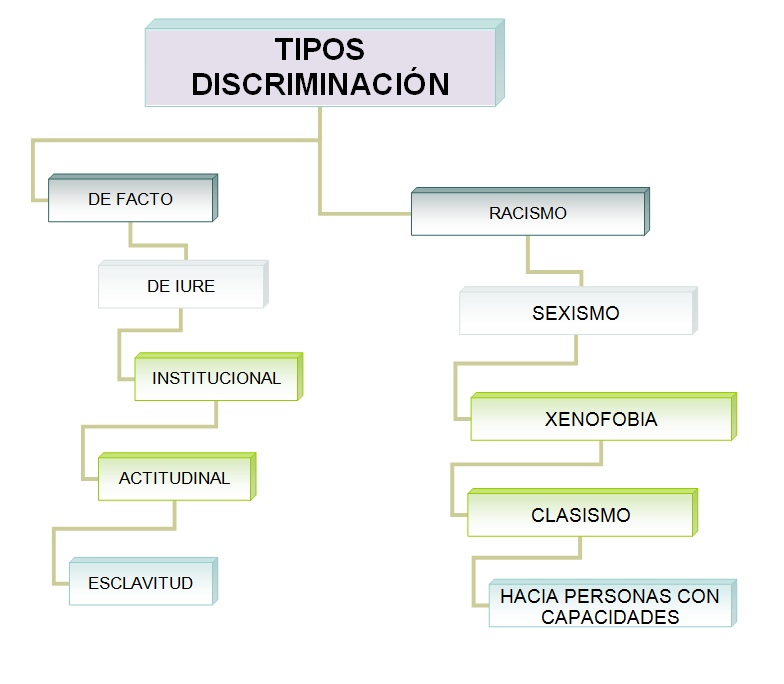 TIPOS
DISCRIMINACIÓN
DE FACTO
DE IURE
INSTITUCIONAL
ACTITUDINAL
ESCLAVITUD
RACISMO
SEXISMO
XENOFOBIA
CLASISMO
HACIA PERSONAS CON
CAPACIDADES